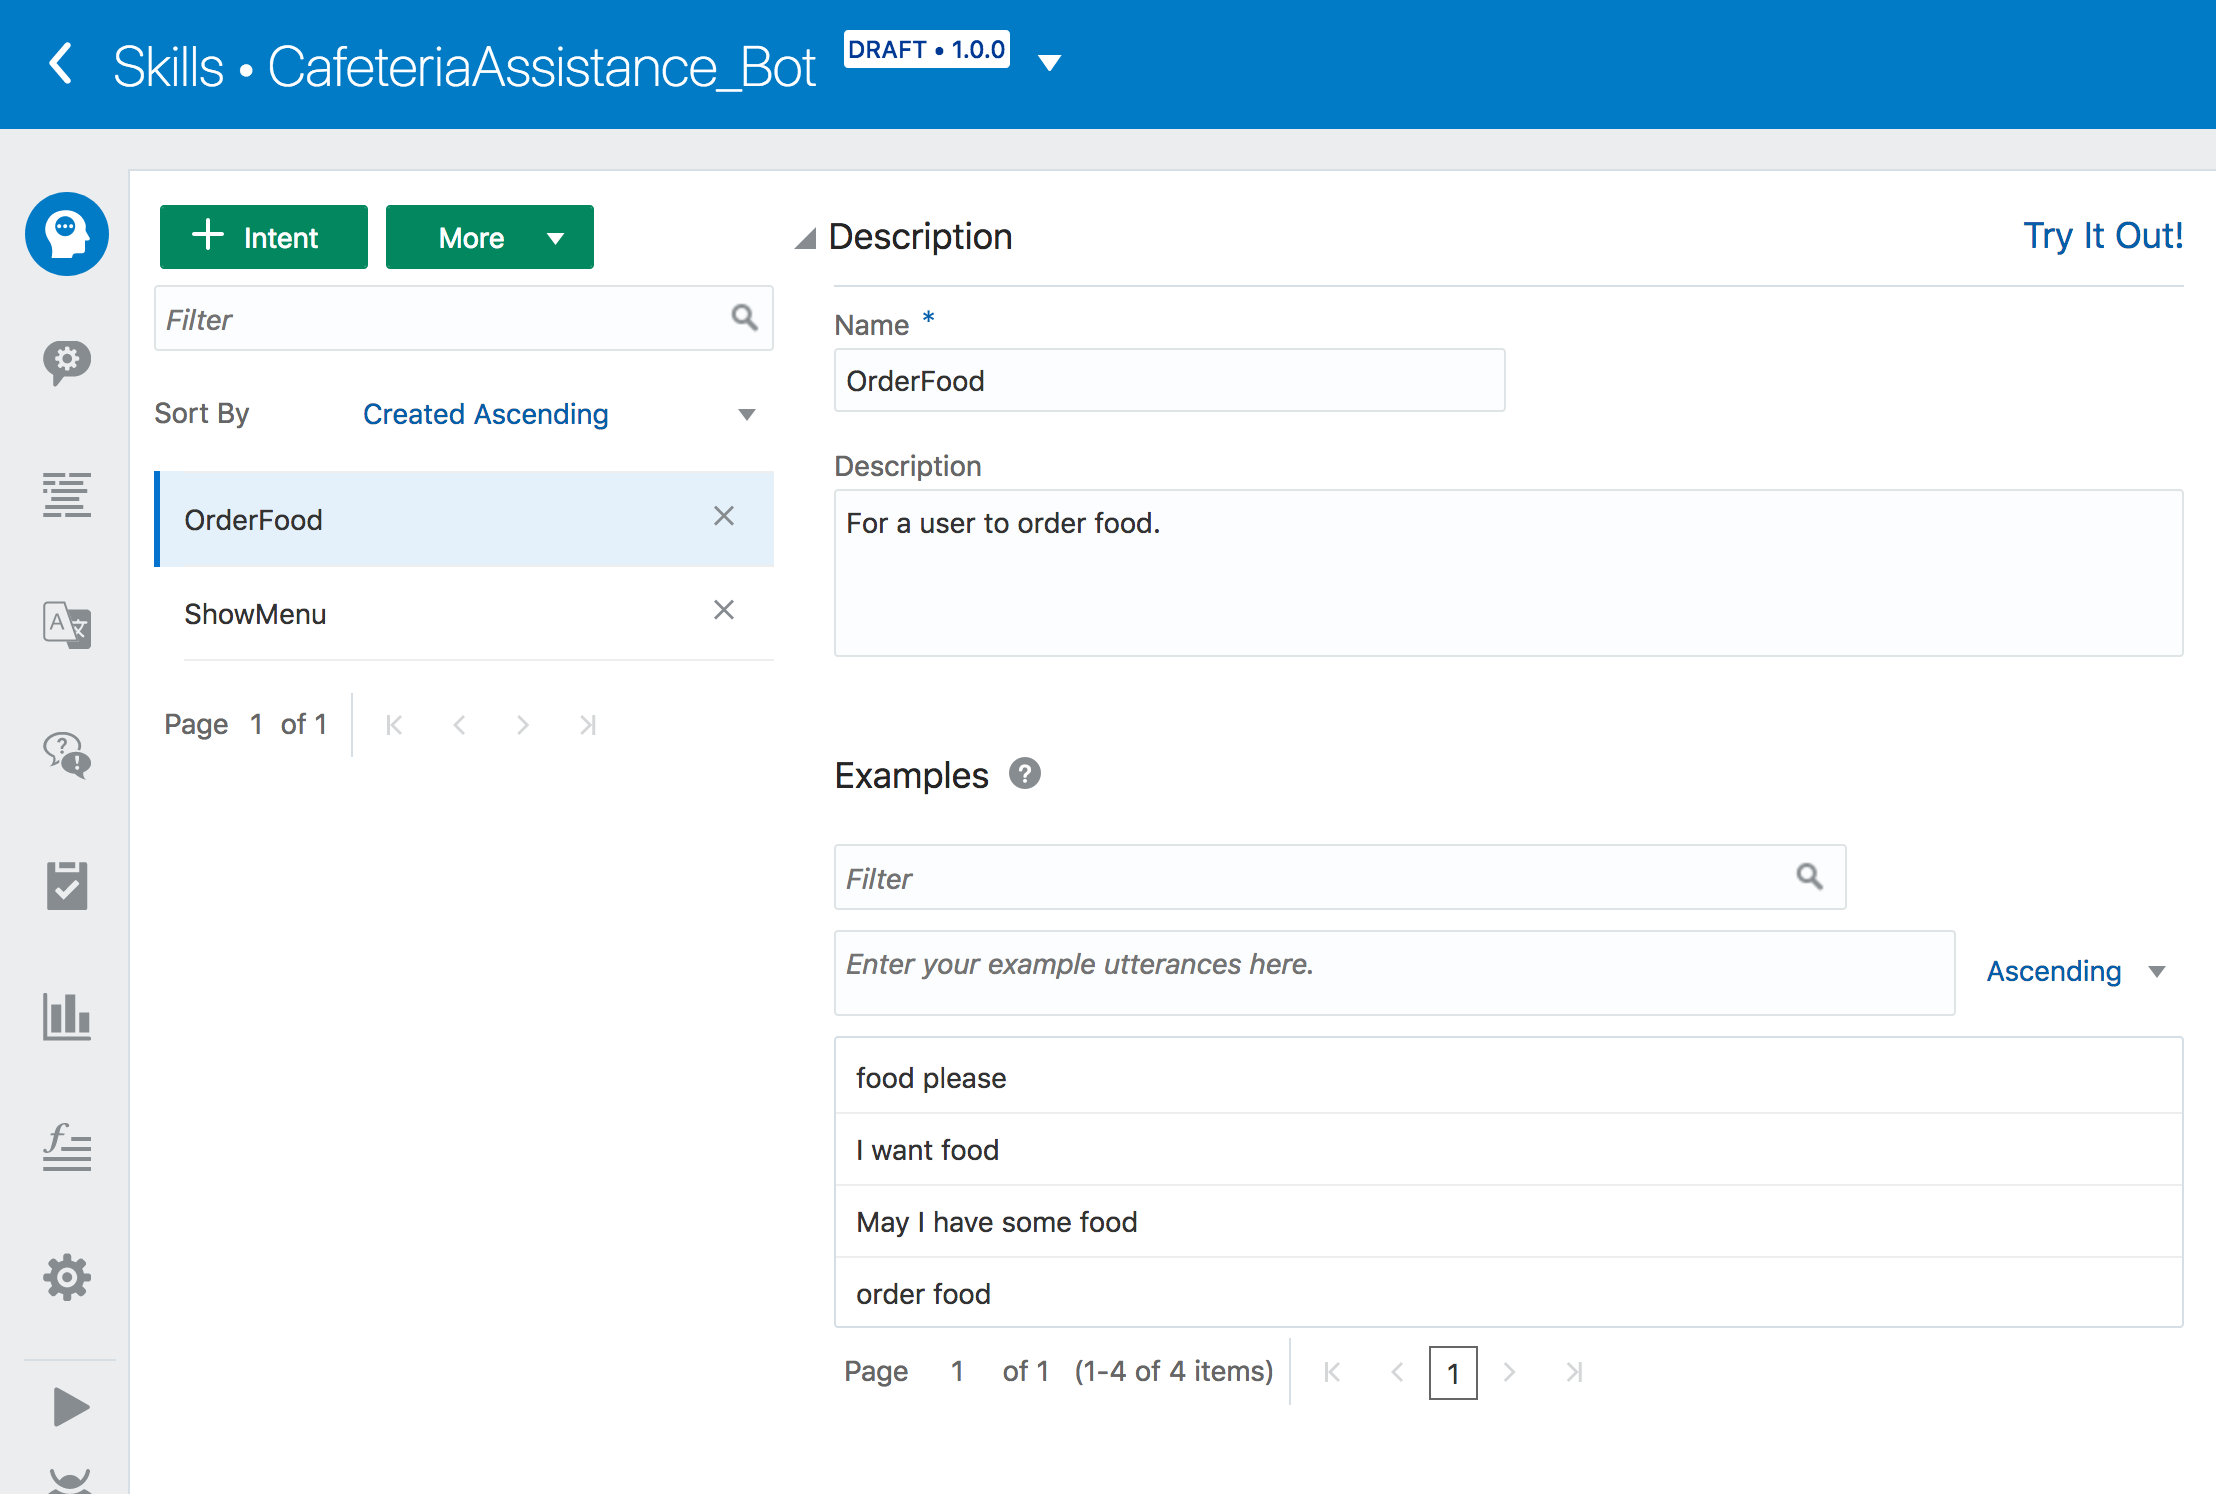 Skills • CafeteriaAssistance_Bot DRAFT • 1.0.0
Intent
More
Filter
Sort By Created Ascending
OrderFood
ShowMenu
Page 1 of 1
Description
Try It Out!
Name *
OrderFood
Description
For a user to order food.
Examples ?
Filter
Enter your example utterances here.
Ascending
food please
I want food
May I have some food
order food
Page 1 of 1 (1-4 of 4 items) 1